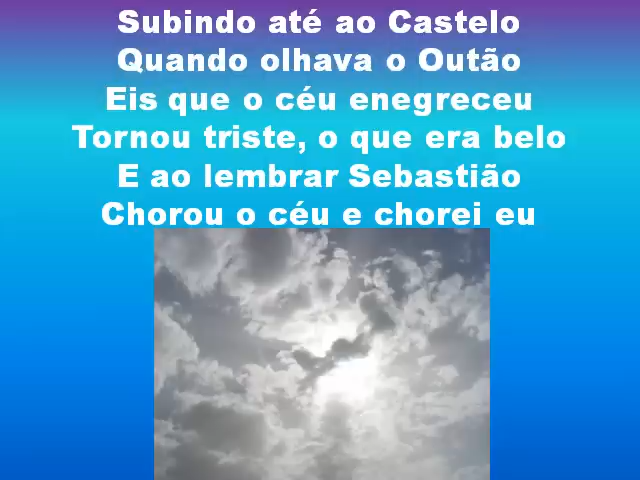 Subindo até ao Castelo
Quando olhava o Outão
Eis que o céu enegreceu
Tornou triste, o que era belo
E ao lembrar Sebastião
Chorou o céu e chorei eu